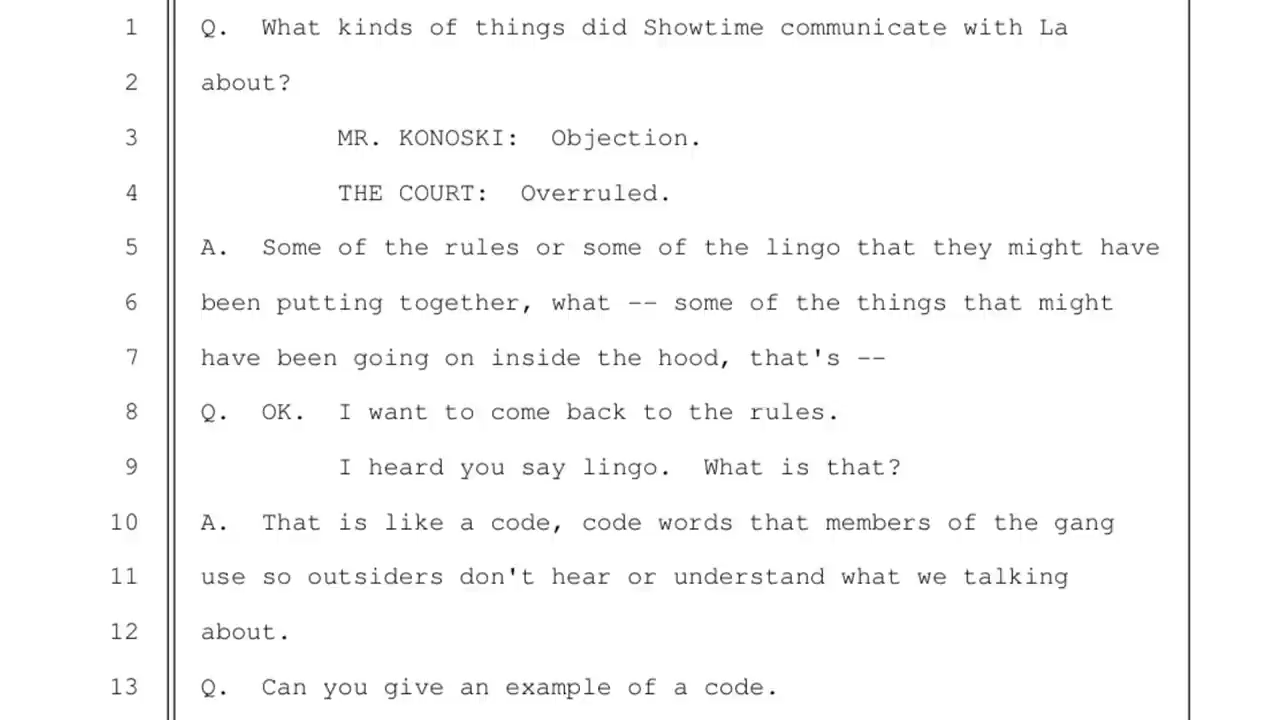 1 Q. What kinds of things did Showtime communicate with La
2 about?
3 MR. KONOSKI: Objection.
4 THE COURT: Overruled.
5 A. Some of the rules or some of the lingo that they might have
6 been putting together, what -- some of the things that might
7 have been going on inside the hood, that's --
8 Q. OK. I want to come back to the rules.
9 I heard you say lingo. What is that?
10 A. That is like a code, code words that members of the gang
11 use so outsiders don't hear or understand what we talking
12 about.
13 Q. Can you give an example of a code.